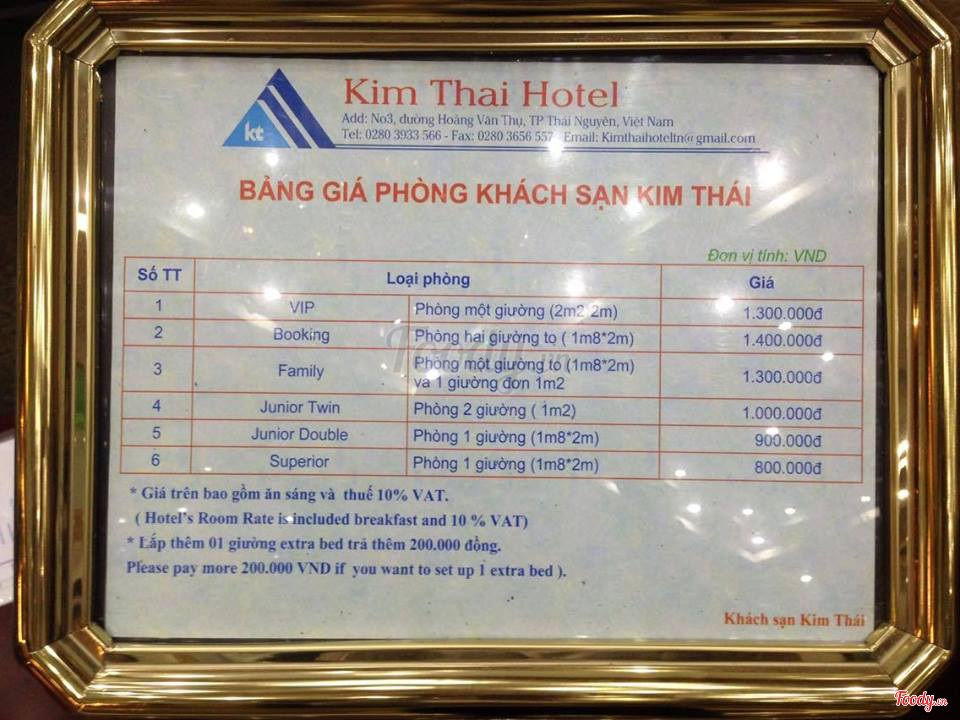 kt
Kim Thai Hotel
Add: No3, đường Hoàng Văn Thụ, TP Thái Nguyên, Việt Nam
Tel: 0280 3933 566 - Fax: 0280 3656 557 Email: Kimthaihoteltn@gmail.com
BẢNG GIÁ PHÒNG KHÁCH SẠN KIM THÁI
Đơn vị tính: VND
Số TT Loại phòng Giá
1 VIP Phòng một giường (2m2 2m) 1.300.000đ
2 Booking Phòng hai giường to ( 1m8*2m) 1.400.000đ
3 Family Phòng một giường to (1m8*2m) 1.300.000đ
và 1 giường đơn 1m2
4 Junior Twin Phòng 2 giường ( 1m2) 1.000.000đ
5 Junior Double Phòng 1 giường (1m8*2m) 900.000đ
6 Superior Phòng 1 giường (1m8*2m) 800.000đ
* Giá trên bao gồm ăn sáng và thuế 10% VAT.
( Hotel's Room Rate is included breakfast and 10 % VAT)
* Lắp thêm 01 giường extra bed trả thêm 200.000 đồng.
Please pay more 200.000 VND if you want to set up 1 extra bed ).
Khách sạn Kim Thái
Foody.vn
Foody.vn